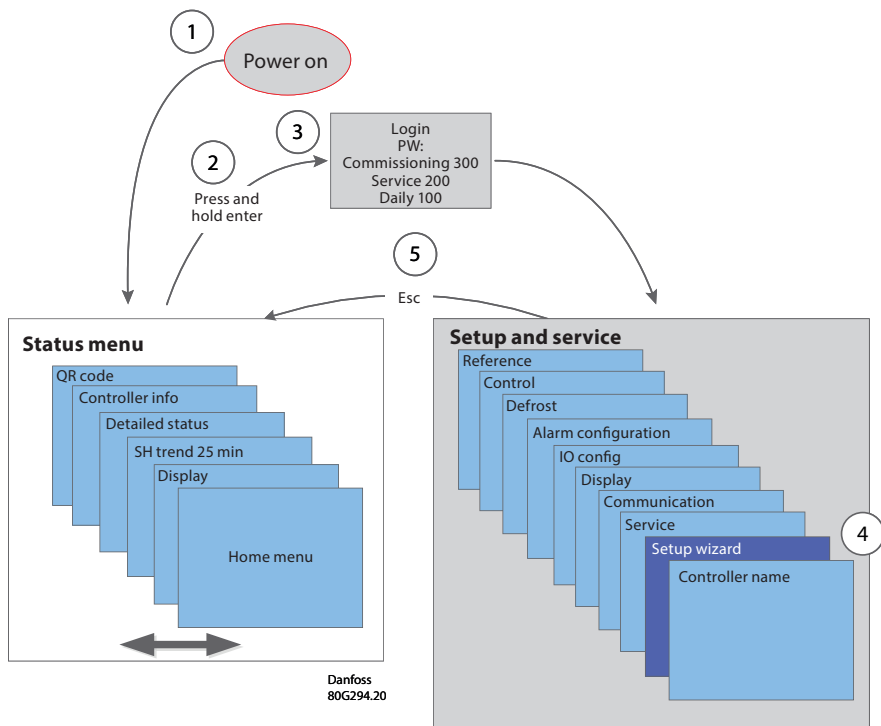 1
Power on
3
Login
PW:
Commissioning 300
Service 200
Daily 100
2
Press and
hold enter
5
Esc
Status menu
QR code
Controller info
Detailed status
SH trend 25 min
Display
Home menu
Danfoss
80G294.20
Setup and service
Reference
Control
Defrost
Alarm configuration
IO config
Display
Communication
Service
4
Setup wizard
Controller name